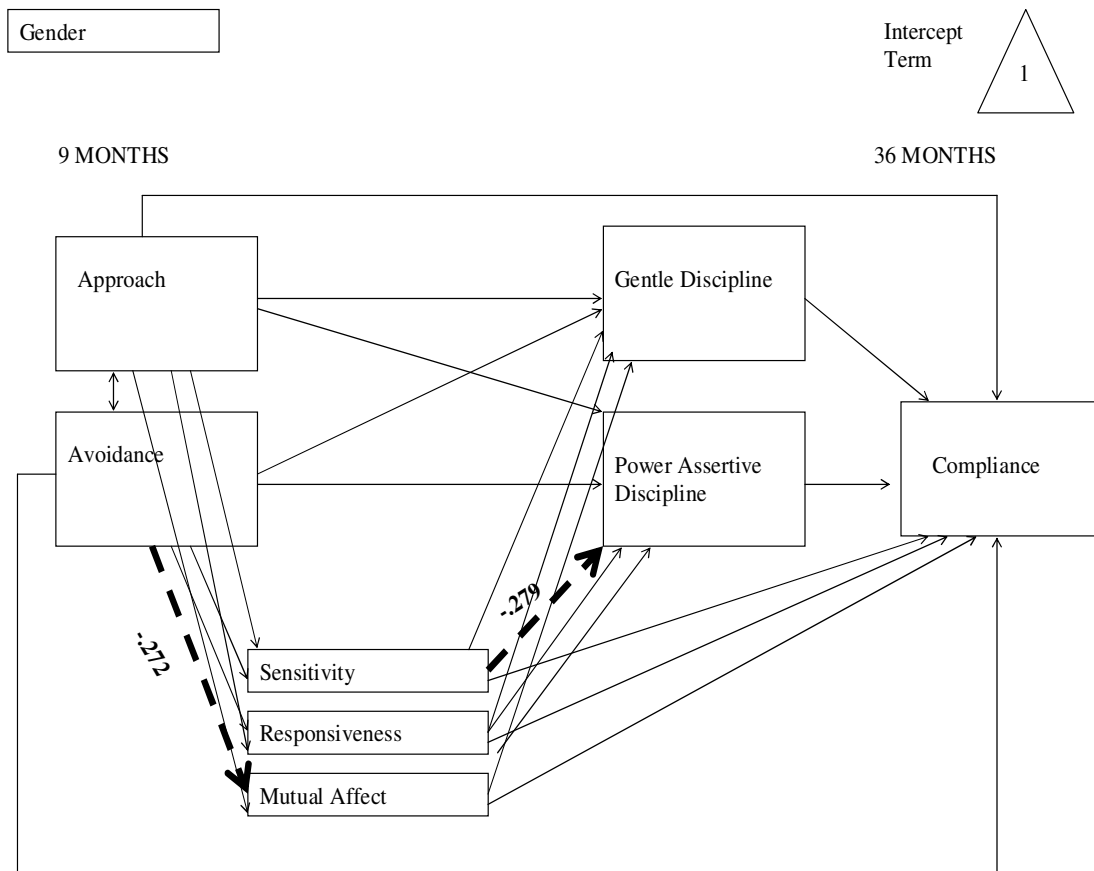 Gender
Intercept
Term
1
9 MONTHS
36 MONTHS
Approach
Gentle Discipline
Avoidance
Power Assertive
Discipline
Compliance
-.279
-.272
Sensitivity
Responsiveness
Mutual Affect